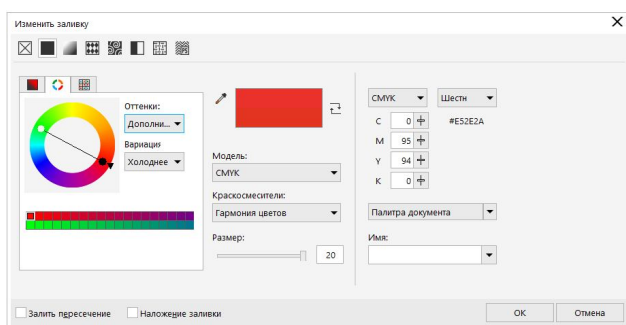 Изменить заливку
Оттенки:
Дополни...
Вариация
Холоднее
Модель:
CMYK
Краскосмесители:
Гармония цветов
Размер:
20
CMYK Шестн
C 0 #E52E2A
M 95
Y 94
K 0
Палитра документа
Имя:
Залить пересечение Наложение заливки
ОК Отмена